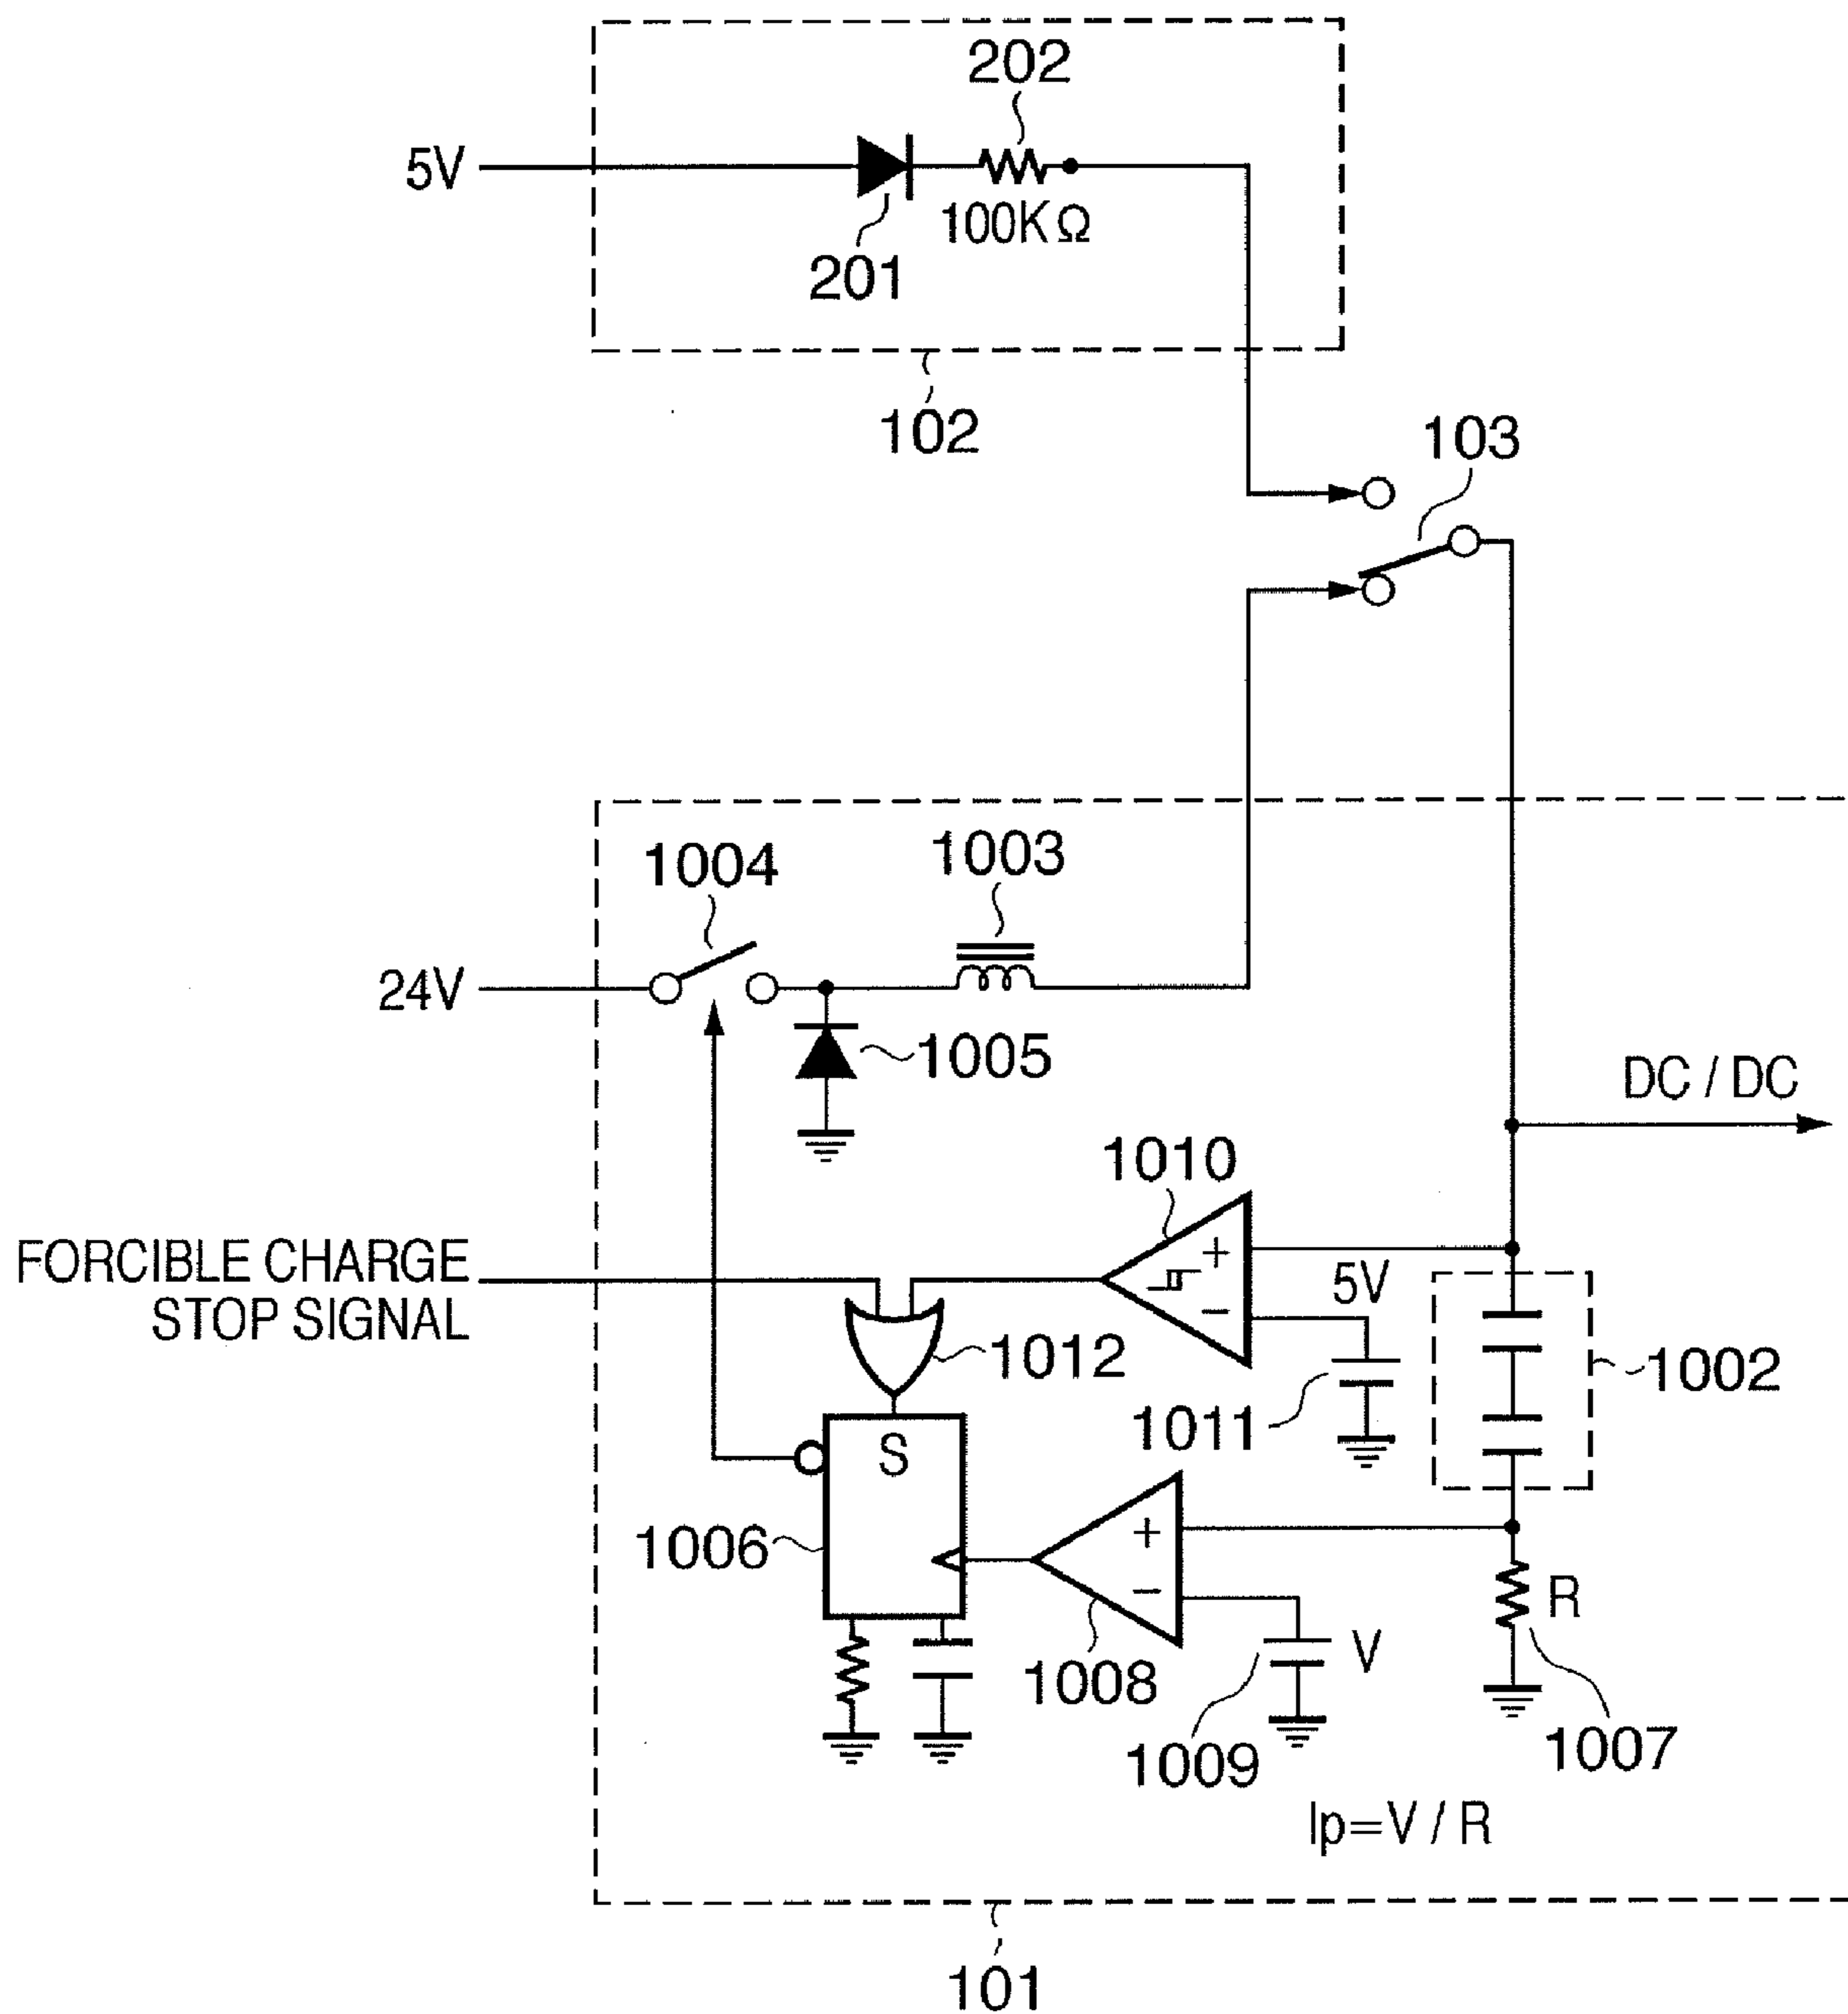 202
5V
100KΩ
201
102
103
1003
1004
24V
1005
DC / DC
1010
+
FORCIBLE CHARGE
STOP SIGNAL
5V
−
1012
1002
1011
S
1006
+
R
−
V
1008
1009
1007
Ip=V / R
101